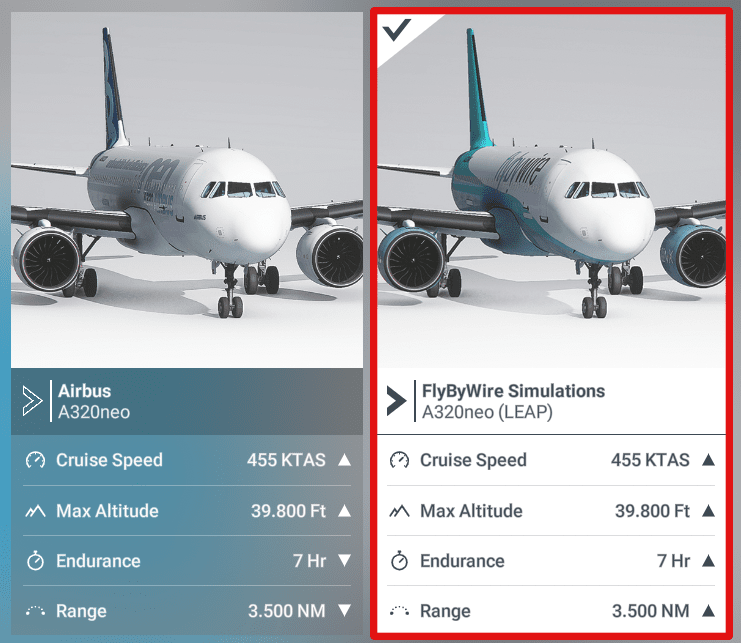 AIRBUS
Airbus
A320neo
Cruise Speed 455 KTAS
Max Altitude 39.800 Ft
Endurance 7 Hr
Range 3.500 NM
flybywire
FlyByWire Simulations
A320neo (LEAP)
Cruise Speed 455 KTAS
Max Altitude 39.800 Ft
Endurance 7 Hr
Range 3.500 NM